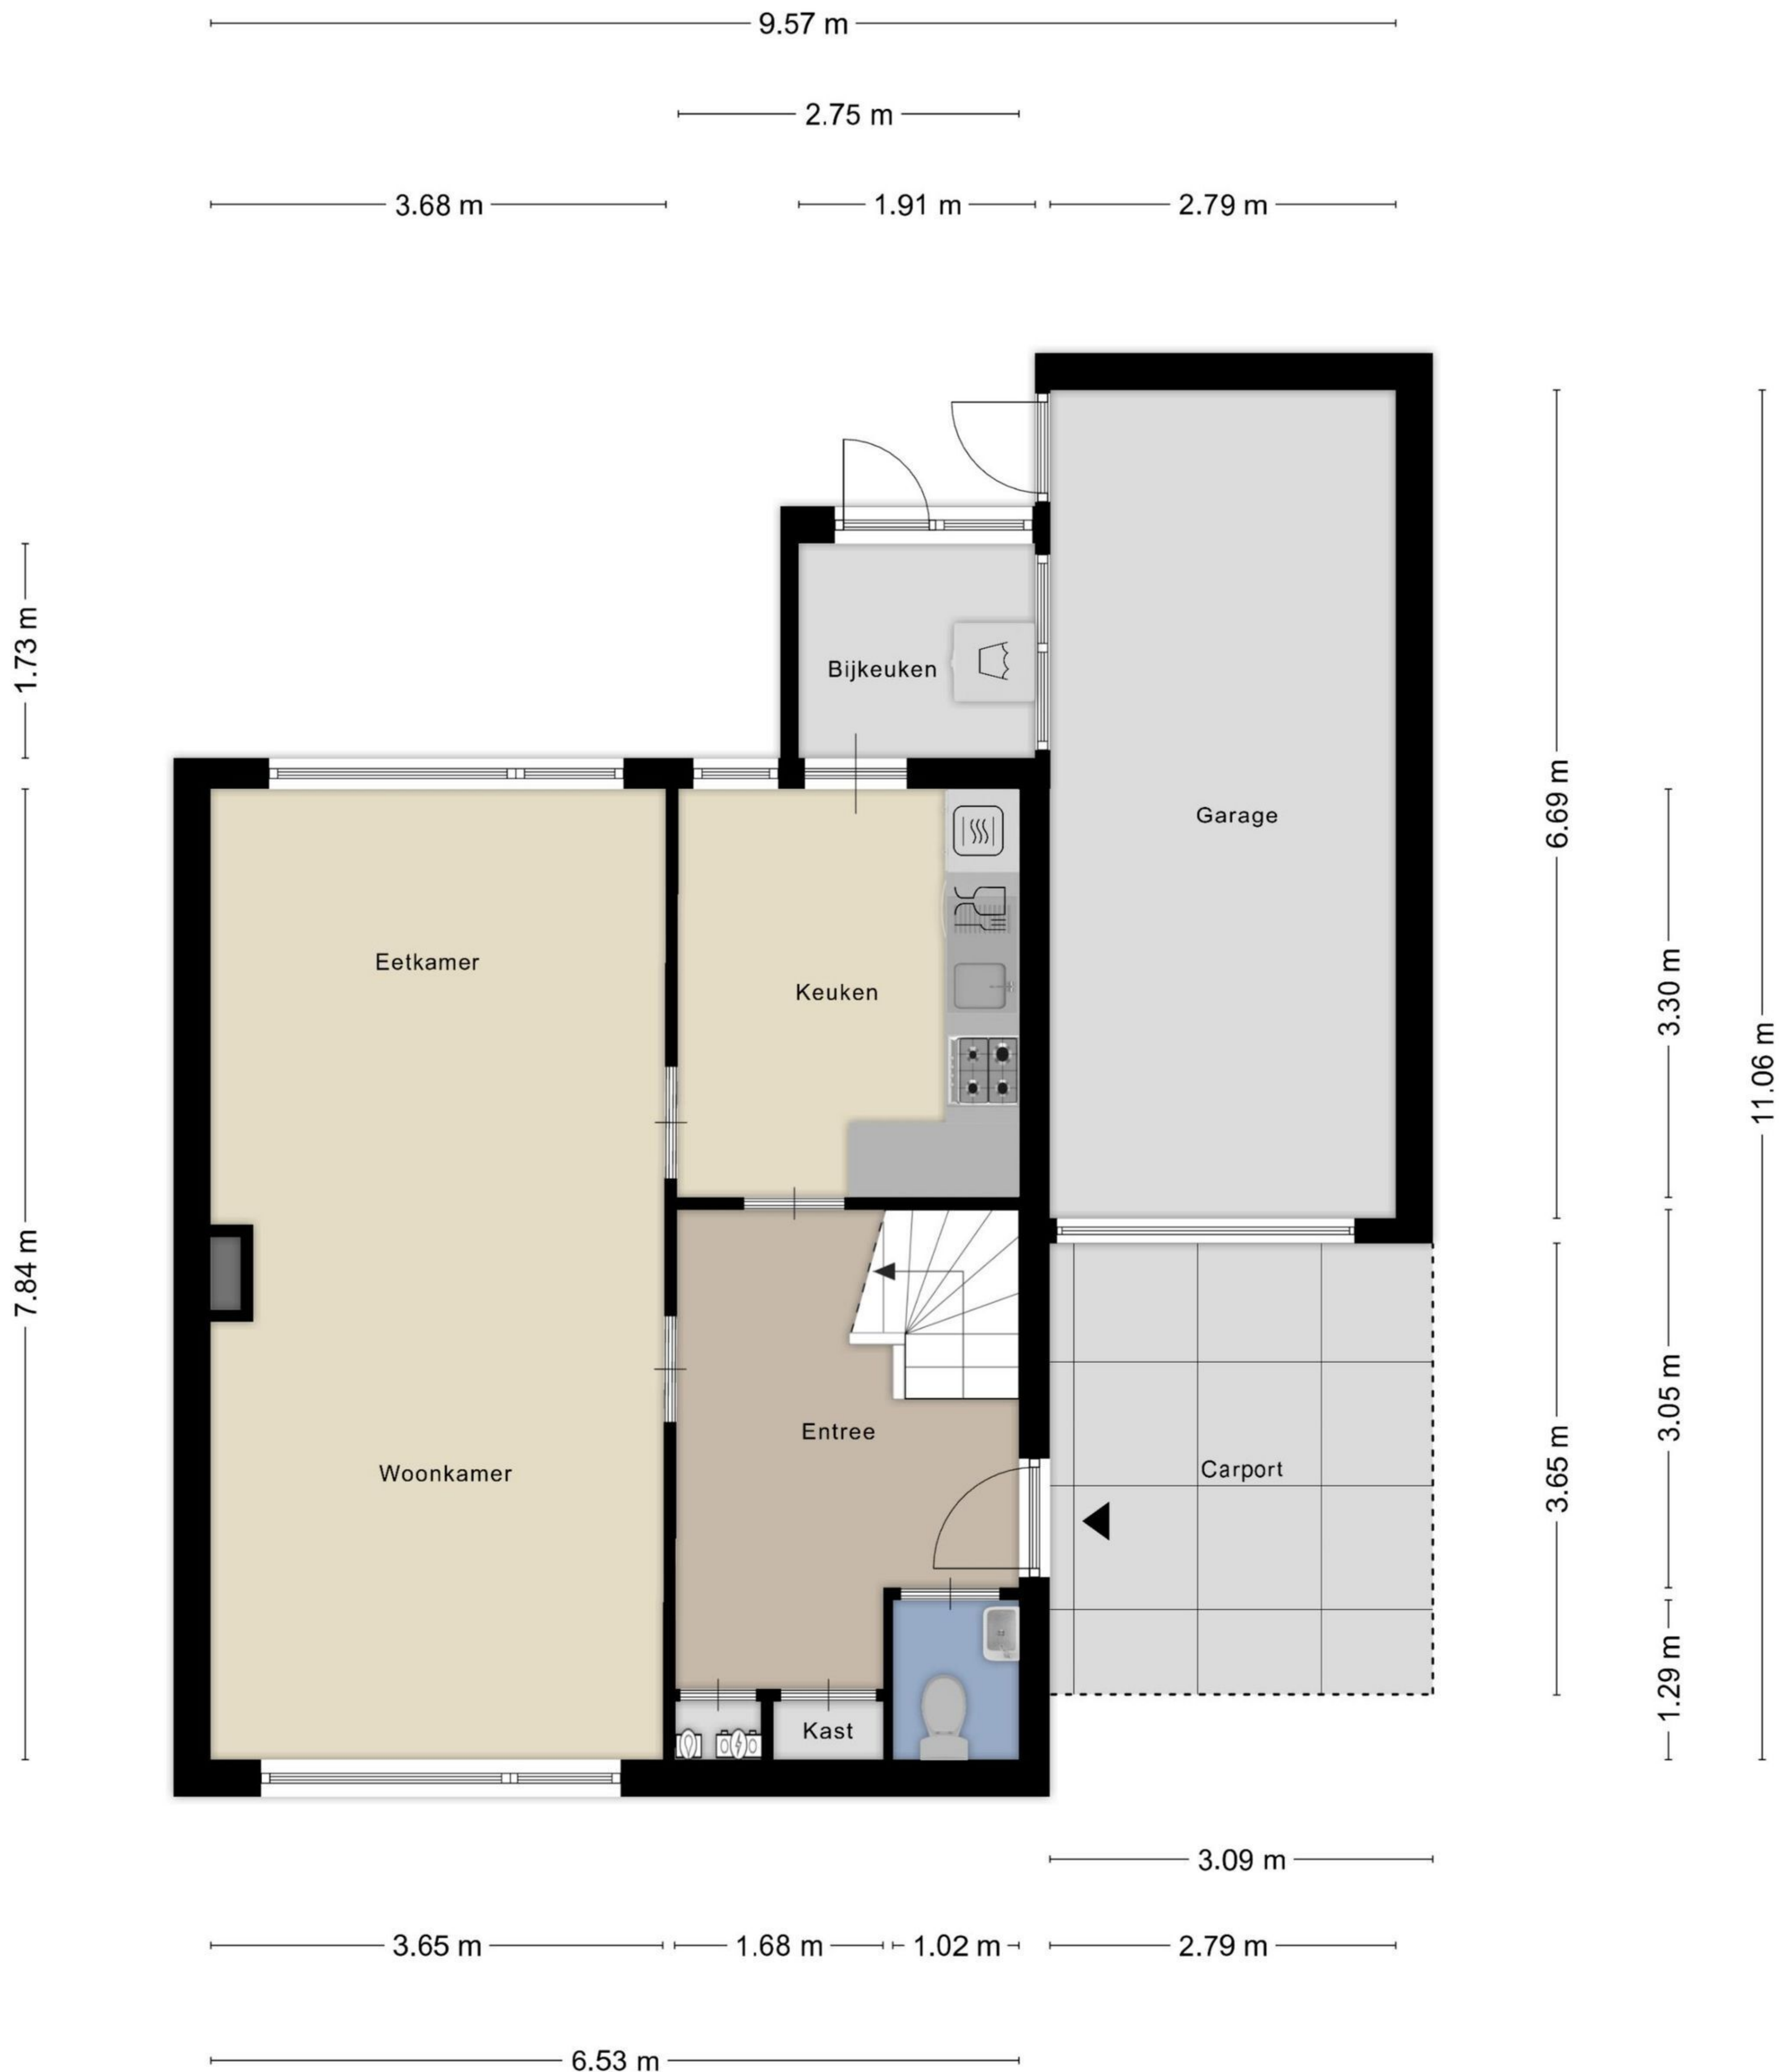 9.57 m
2.75 m
3.68 m
1.91 m
2.79 m
1.73 m
Bijkeuken
6.69 m
Garage
Eetkamer
Keuken
3.30 m
11.06 m
7.84 m
Entree
3.05 m
Woonkamer
Carport
3.65 m
1.29 m
Kast
3.09 m
3.65 m
1.68 m
1.02 m
2.79 m
6.53 m